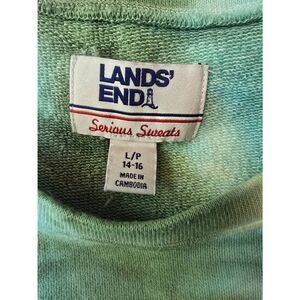 LANDS'
END
Serious Sweats
L/P
14-16
MADE IN
CAMBODIA